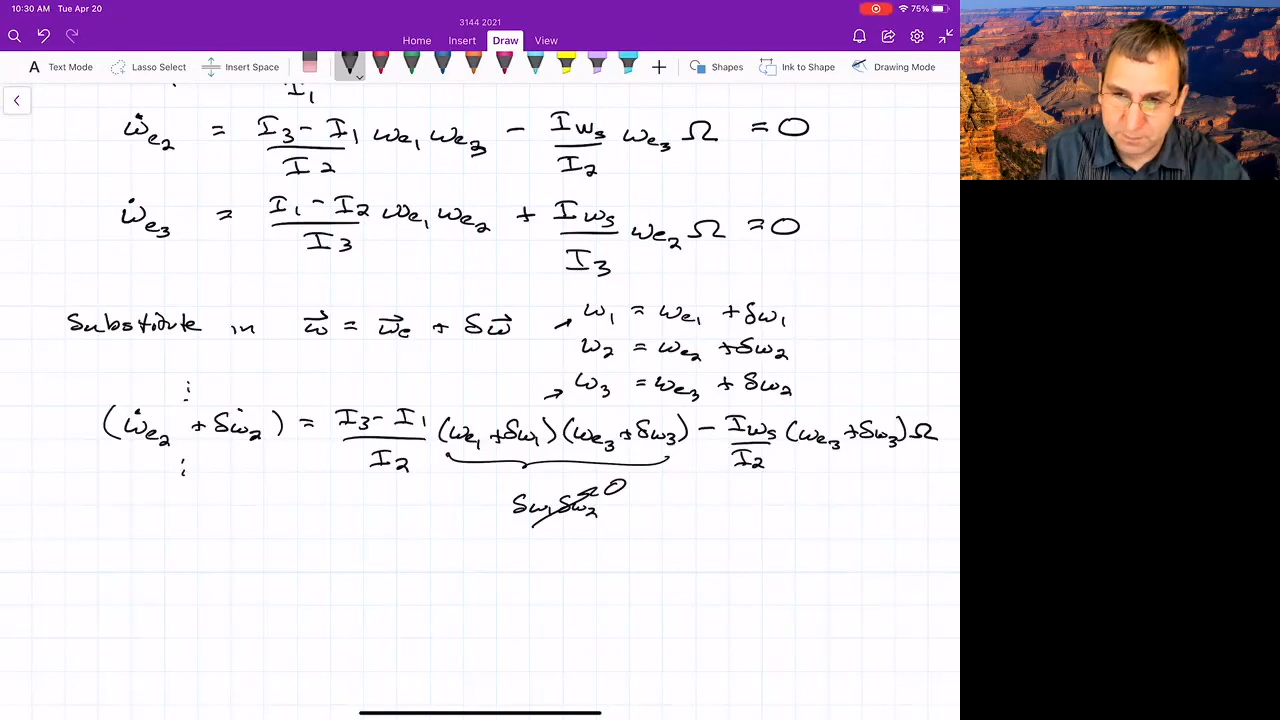 10:30 AM Tue Apr 20
75%
3144 2021
Home Insert Draw View
Text Mode Lasso Select Insert Space Shapes Ink to Shape Drawing Mode
I₁
ω̇e₂ = (I₃ − I₁)/I₂ ωe₁ ωe₃ − Iws/I₂ ωe₃ Ω = 0
ω̇e₃ = (I₁ − I₂)/I₃ ωe₁ ωe₂ + Iws/I₃ ωe₂ Ω = 0
Substitute in ω⃗ = ω⃗e + δω⃗
→ ω₁ = ωe₁ + δω₁
ω₂ = ωe₂ + δω₂
→ ω₃ = ωe₃ + δω₂
⋮
(ω̇e₂ + δω̇₂) = (I₃ − I₁)/I₂ (ωe₁ + δω₁)(ωe₃ + δω₃) − Iws/I₂ (ωe₃ + δω₃) Ω
⋮
δω₁δω₂ ≈ 0